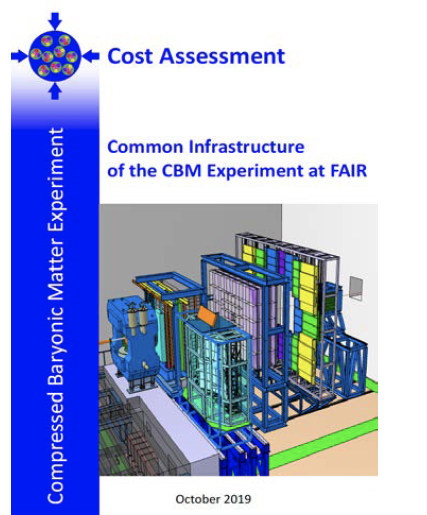 Cost Assessment
Common Infrastructure
of the CBM Experiment at FAIR
Compressed Baryonic Matter Experiment
October 2019